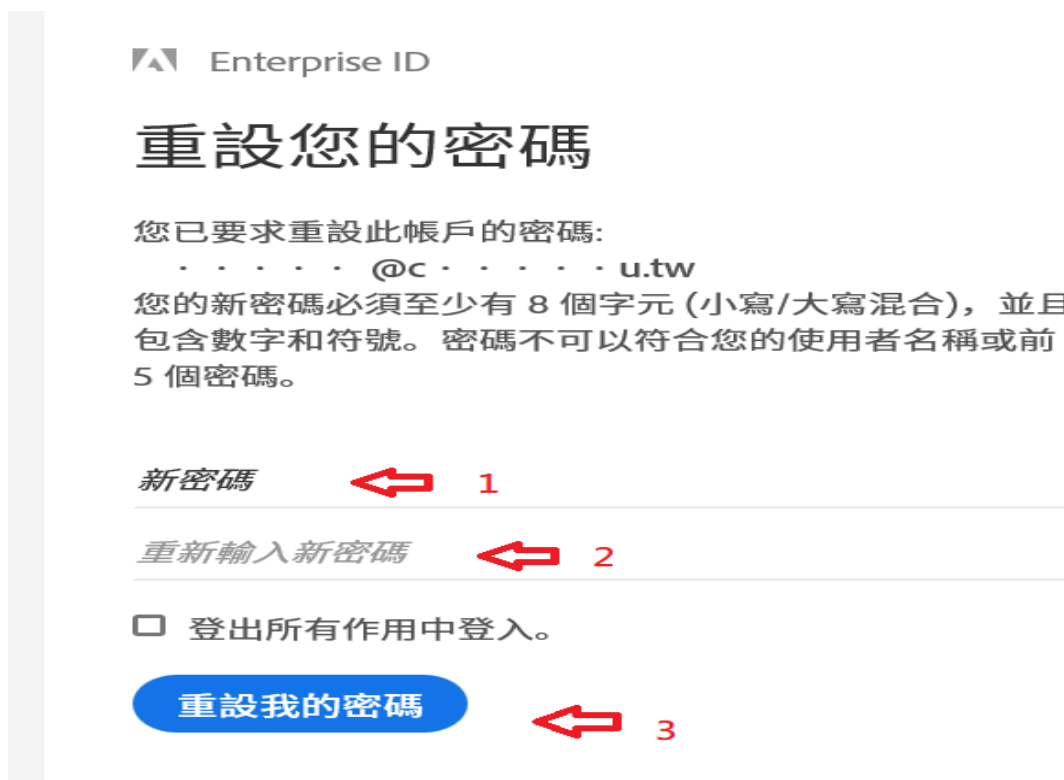 Enterprise ID
重設您的密碼
您已要求重設此帳戶的密碼:
· · · · · @c · · · · · u.tw
您的新密碼必須至少有 8 個字元 (小寫/大寫混合)，並且
包含數字和符號。密碼不可以符合您的使用者名稱或前
5 個密碼。
新密碼 1
重新輸入新密碼 2
登出所有作用中登入。
重設我的密碼 3